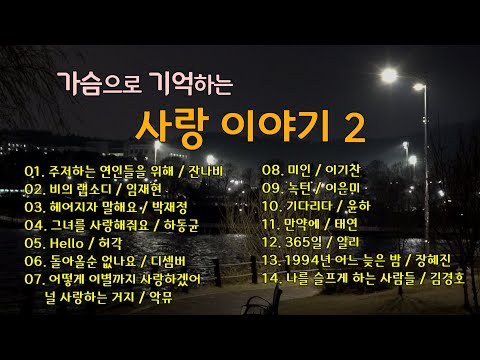 가슴으로 기억하는
사랑 이야기 2
01. 주저하는 연인들을 위해 / 잔나비
02. 비의 랩소디 / 임재현
03. 헤어지자 말해요 / 박재정
04. 그녀를 사랑해줘요 / 하동균
05. Hello / 허각
06. 돌아올순 없나요 / 디셈버
07. 어떻게 이별까지 사랑하겠어
널 사랑하는 거지 / 악뮤
08. 미인 / 이기찬
09. 녹턴 / 이은미
10. 기다리다 / 윤하
11. 만약에 / 태연
12. 365일 / 알리
13. 1994년 어느 늦은 밤 / 장혜진
14. 나를 슬프게 하는 사람들 / 김경호